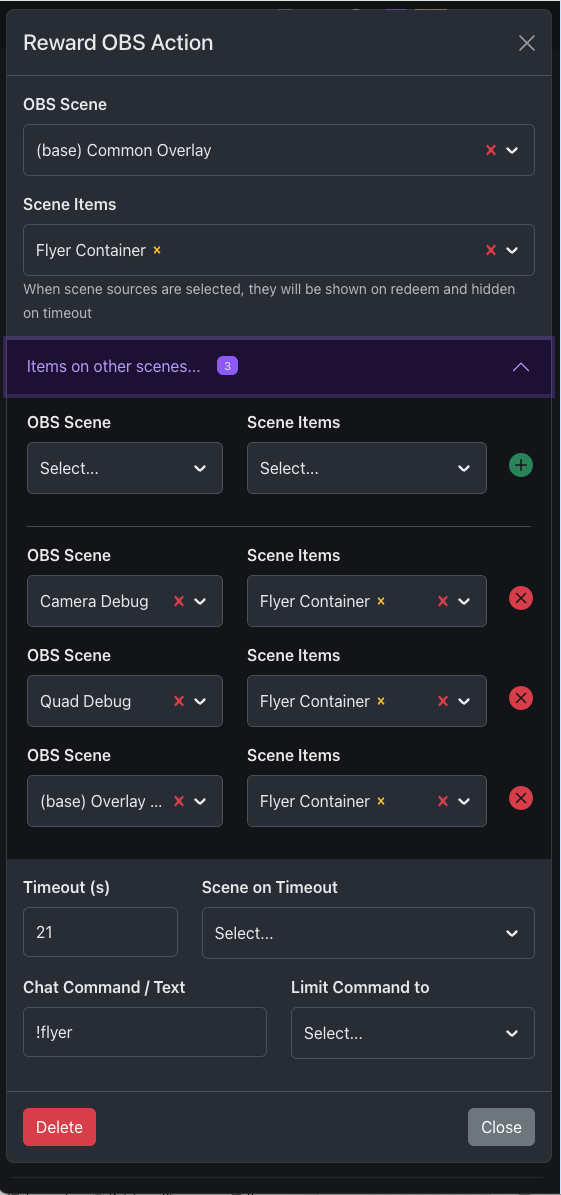 Reward OBS Action
OBS Scene
(base) Common Overlay
Scene Items
Flyer Container
When scene sources are selected, they will be shown on redeem and hidden
on timeout
Items on other scenes... 3
OBS Scene Scene Items
Select... Select...
OBS Scene Scene Items
Camera Debug Flyer Container
OBS Scene Scene Items
Quad Debug Flyer Container
OBS Scene Scene Items
(base) Overlay ... Flyer Container
Timeout (s) Scene on Timeout
21 Select...
Chat Command / Text Limit Command to
!flyer Select...
Delete Close